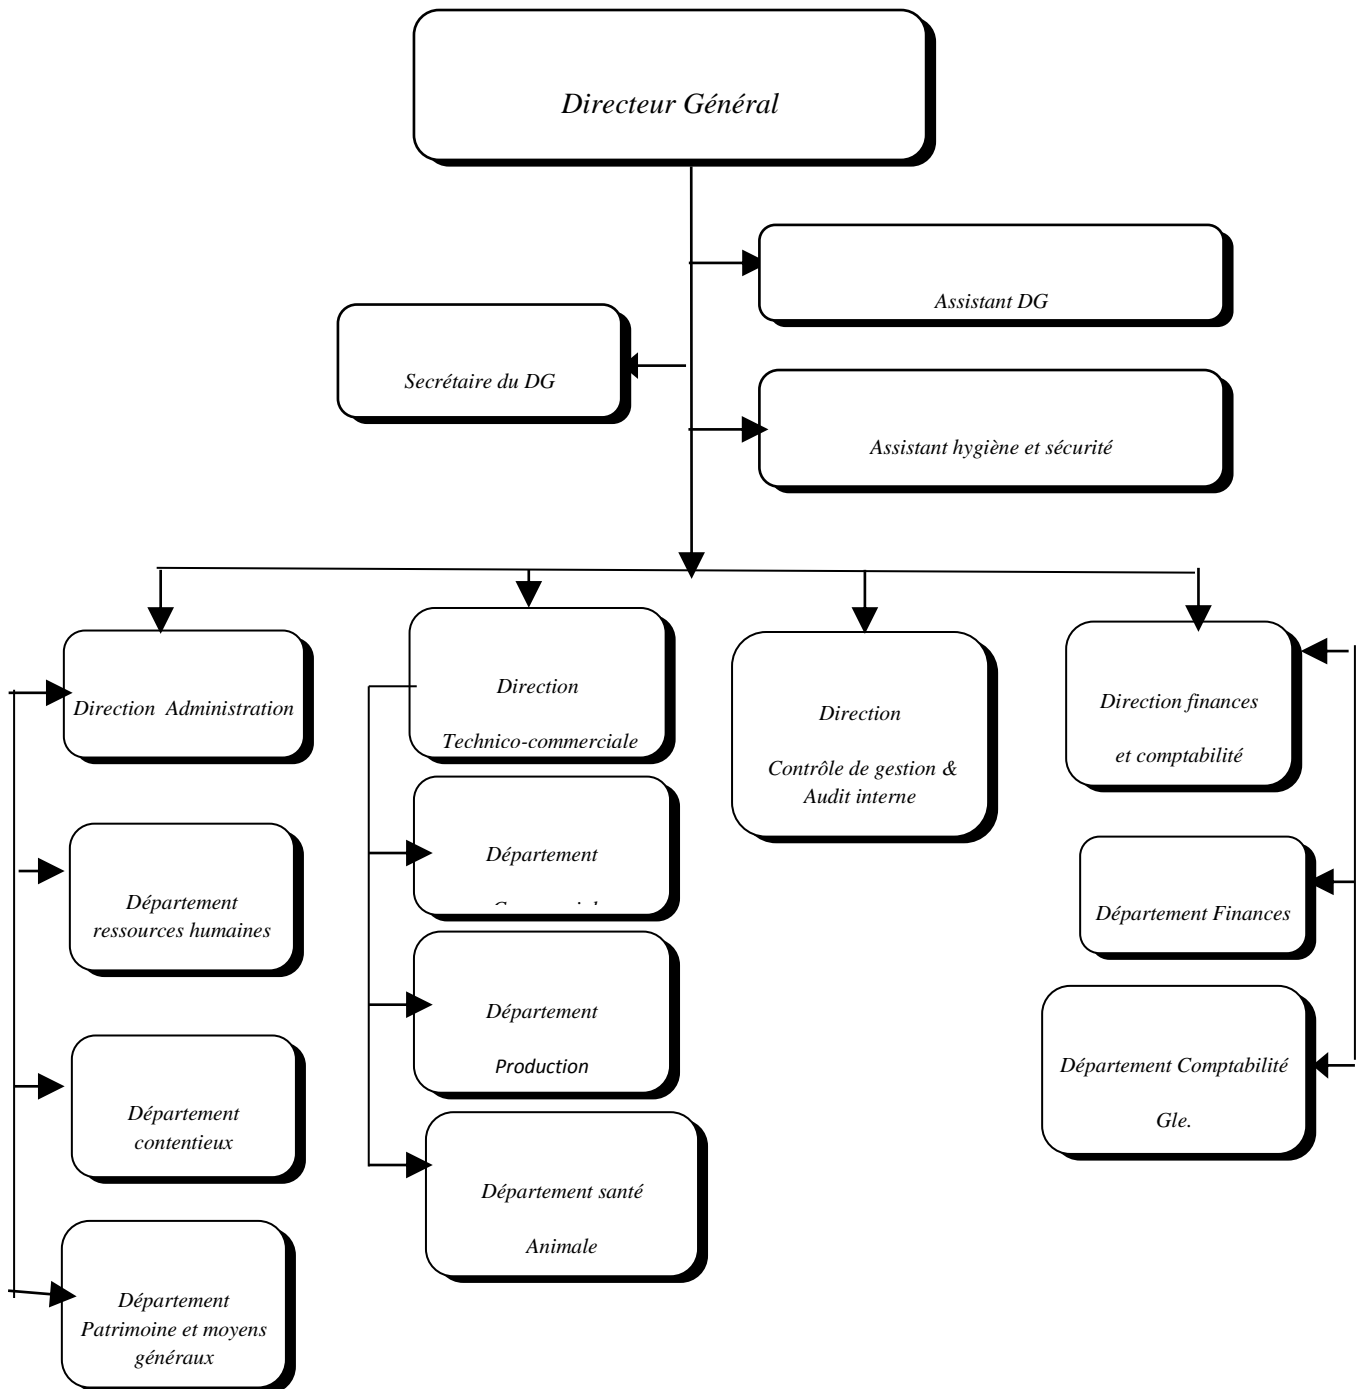 Directeur Général
Assistant DG
Secrétaire du DG
Assistant hygiène et sécurité
Direction Administration
Direction
Technico-commerciale
Direction
Contrôle de gestion &
Audit interne
Direction finances
et comptabilité
Département
ressources humaines
Département
Département Finances
Département
Production
Département Comptabilité
Gle.
Département
contentieux
Département santé
Animale
Département
Patrimoine et moyens
généraux